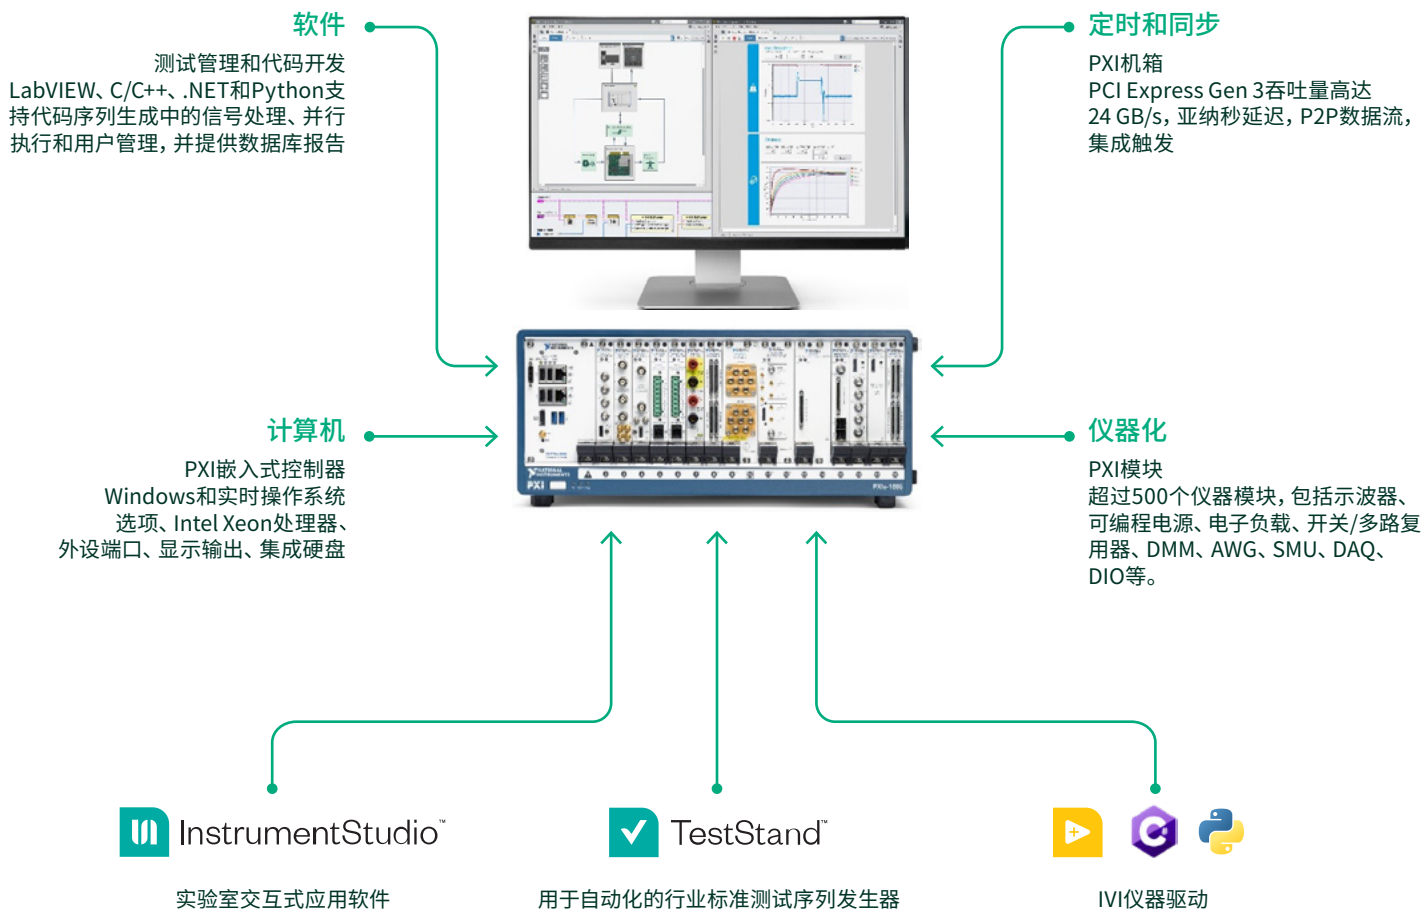 软件
测试管理和代码开发
LabVIEW、C/C++、.NET和Python支
持代码序列生成中的信号处理、并行
执行和用户管理，并提供数据库报告
定时和同步
PXI机箱
PCI Express Gen 3吞吐量高达
24 GB/s，亚纳秒延迟，P2P数据流，
集成触发
计算机
PXI嵌入式控制器
Windows和实时操作系统
选项、Intel Xeon处理器、
外设端口、显示输出、集成硬盘
NATIONAL
INSTRUMENTS
PXI
仪器化
PXI模块
超过500个仪器模块，包括示波器、
可编程电源、电子负载、开关/多路复
用器、DMM、AWG、SMU、DAQ、
DIO等。
InstrumentStudio™
实验室交互式应用软件
TestStand™
用于自动化的行业标准测试序列发生器
IVI仪器驱动